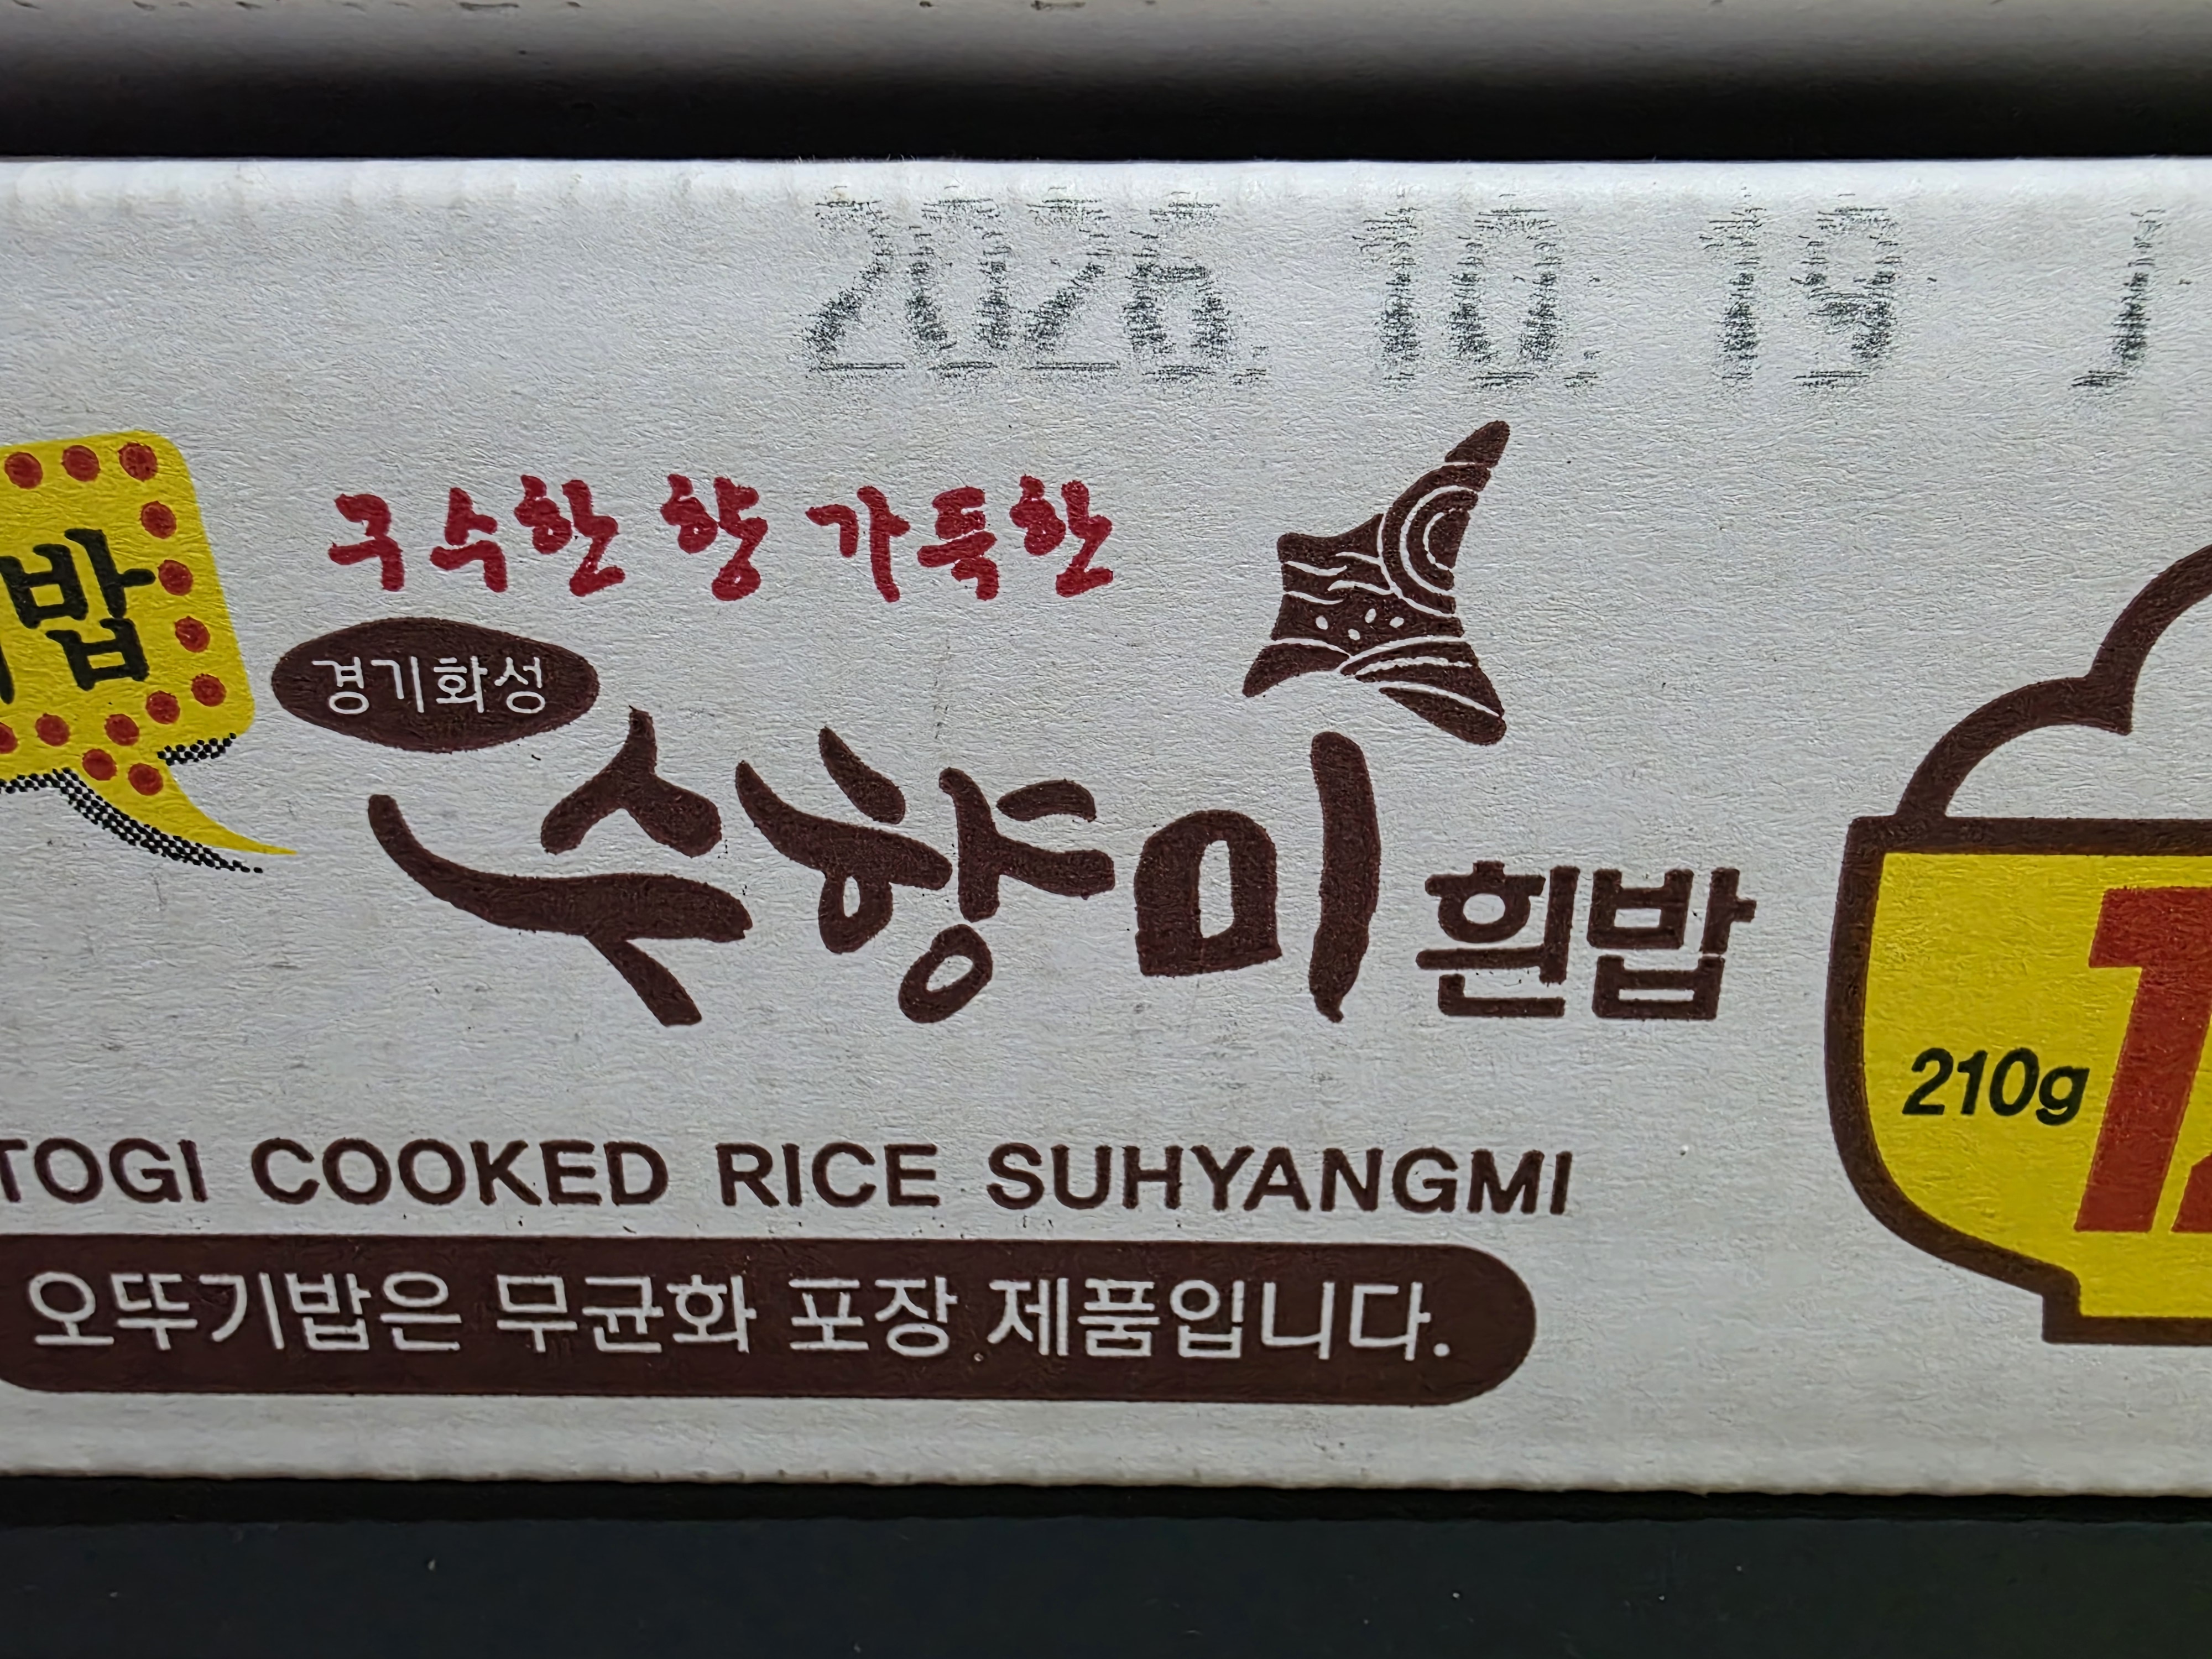 2026. 10. 19 J
밥
구수한 향 가득한
경기화성
수향미 흰밥
210g
TOGI COOKED RICE SUHYANGMI
오뚜기밥은 무균화 포장 제품입니다.